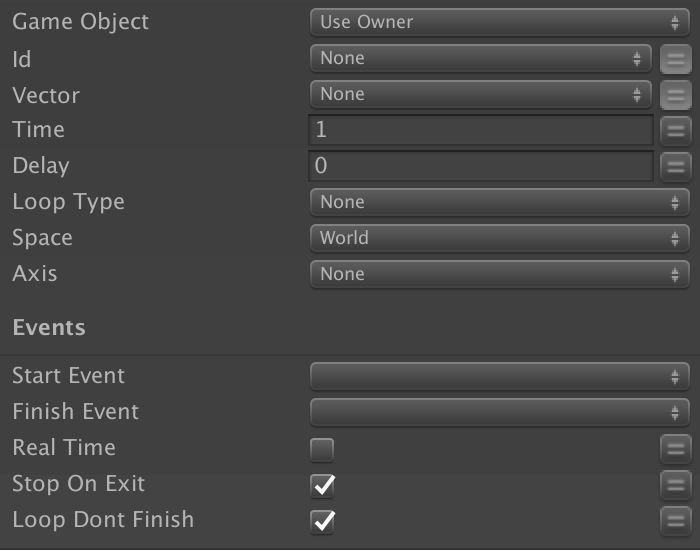 Game Object Use Owner
Id None
Vector None
Time 1
Delay 0
Loop Type None
Space World
Axis None
Events
Start Event
Finish Event
Real Time
Stop On Exit
Loop Dont Finish